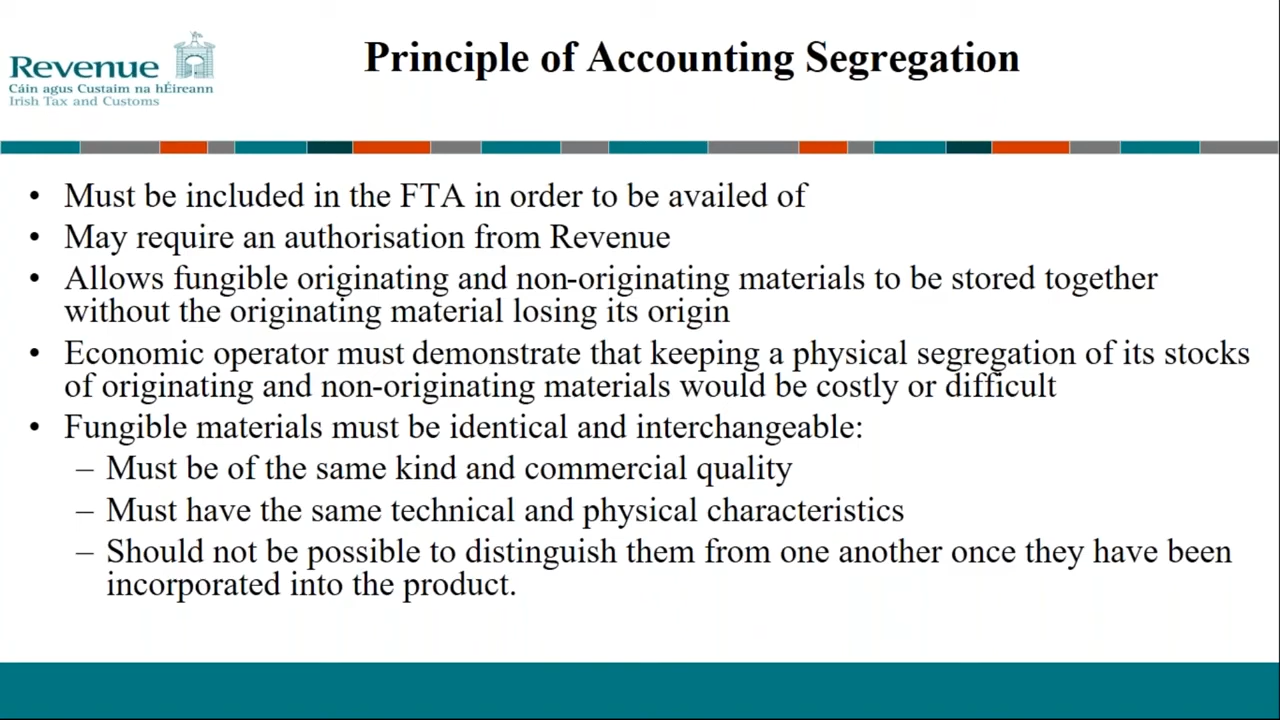 Revenue
Cáin agus Custaim na hÉireann
Irish Tax and Customs
Principle of Accounting Segregation
• Must be included in the FTA in order to be availed of
• May require an authorisation from Revenue
• Allows fungible originating and non-originating materials to be stored together
without the originating material losing its origin
• Economic operator must demonstrate that keeping a physical segregation of its stocks
of originating and non-originating materials would be costly or difficult
• Fungible materials must be identical and interchangeable:
– Must be of the same kind and commercial quality
– Must have the same technical and physical characteristics
– Should not be possible to distinguish them from one another once they have been
incorporated into the product.